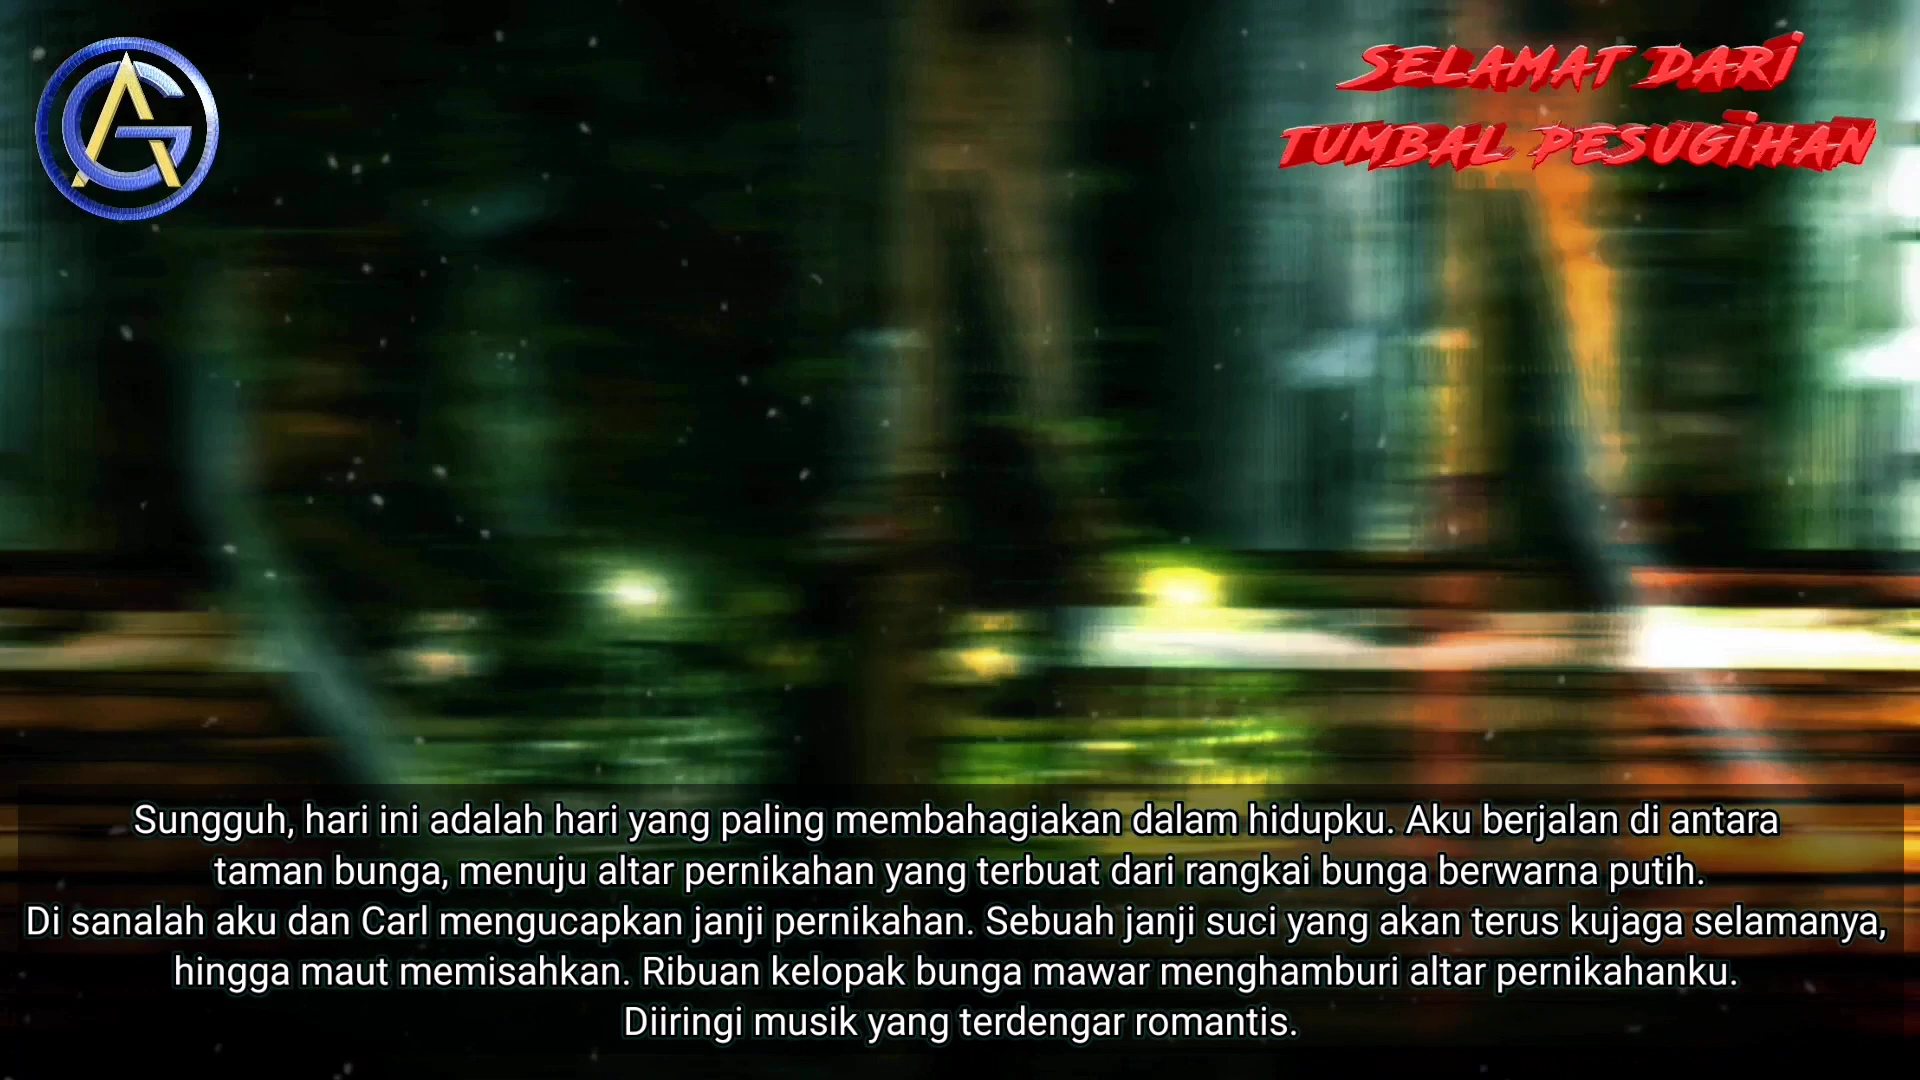 SELAMAT DARI
TUMBAL PESUGIHAN
Sungguh, hari ini adalah hari yang paling membahagiakan dalam hidupku. Aku berjalan di antara
taman bunga, menuju altar pernikahan yang terbuat dari rangkai bunga berwarna putih.
Di sanalah aku dan Carl mengucapkan janji pernikahan. Sebuah janji suci yang akan terus kujaga selamanya,
hingga maut memisahkan. Ribuan kelopak bunga mawar menghamburi altar pernikahanku.
Diiringi musik yang terdengar romantis.